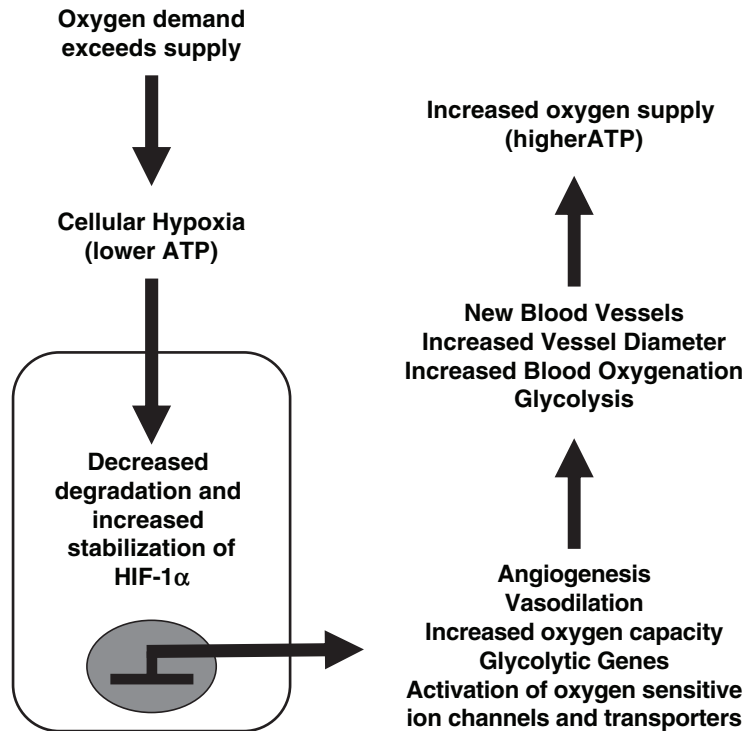 Oxygen demand
exceeds supply
Cellular Hypoxia
(lower ATP)
Decreased
degradation and
increased
stabilization of
HIF-1α
Increased oxygen supply
(higherATP)
New Blood Vessels
Increased Vessel Diameter
Increased Blood Oxygenation
Glycolysis
Angiogenesis
Vasodilation
Increased oxygen capacity
Glycolytic Genes
Activation of oxygen sensitive
ion channels and transporters